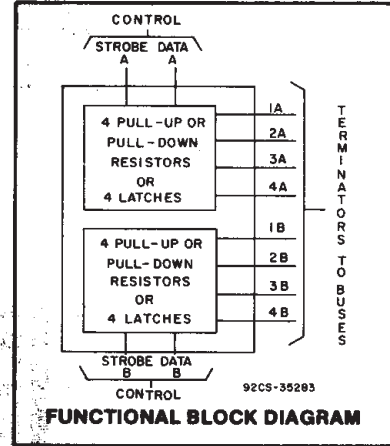 CONTROL
STROBE DATA
A A
4 PULL-UP OR
PULL-DOWN
RESISTORS
OR
4 LATCHES
1A
2A
3A
4A
4 PULL-UP OR
PULL-DOWN
RESISTORS
OR
4 LATCHES
1B
2B
3B
4B
TERMINATORS TO BUSES
STROBE DATA
B B
CONTROL
92CS-35283
FUNCTIONAL BLOCK DIAGRAM